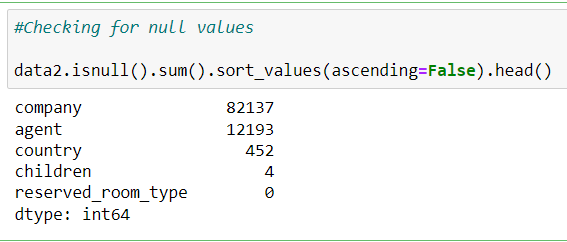 #Checking for null values
data2.isnull().sum().sort_values(ascending=False).head()
company 82137
agent 12193
country 452
children 4
reserved_room_type 0
dtype: int64